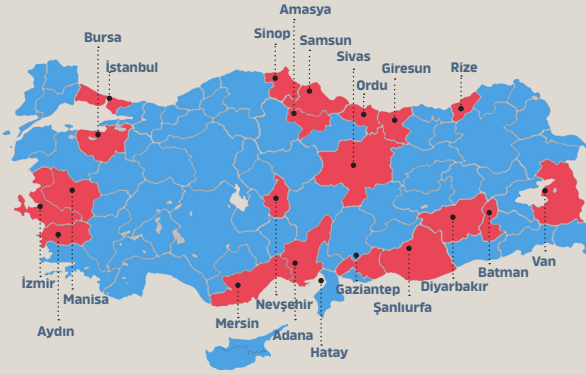 Amasya
Bursa
Sinop
Samsun
Sivas
İstanbul
Giresun
Rize
Ordu
İzmir
Manisa
Aydın
Nevşehir
Mersin
Adana
Hatay
Gaziantep
Şanlıurfa
Diyarbakır
Batman
Van